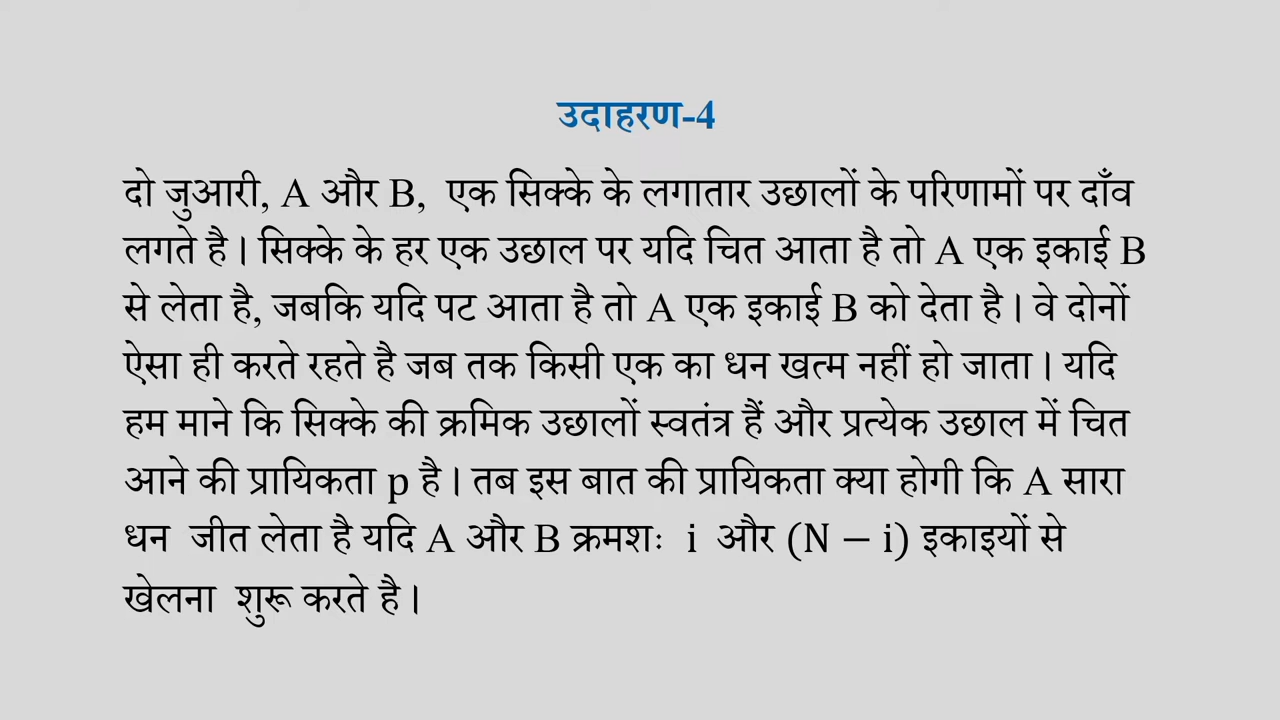 उदाहरण-4
दो जुआरी, A और B, एक सिक्के के लगातार उछालों के परिणामों पर दाँव
लगते है। सिक्के के हर एक उछाल पर यदि चित आता है तो A एक इकाई B
से लेता है, जबकि यदि पट आता है तो A एक इकाई B को देता है। वे दोनों
ऐसा ही करते रहते है जब तक किसी एक का धन खत्म नहीं हो जाता। यदि
हम माने कि सिक्के की क्रमिक उछालों स्वतंत्र हैं और प्रत्येक उछाल में चित
आने की प्रायिकता p है। तब इस बात की प्रायिकता क्या होगी कि A सारा
धन जीत लेता है यदि A और B क्रमशः i और (N − i) इकाइयों से
खेलना शुरू करते है।